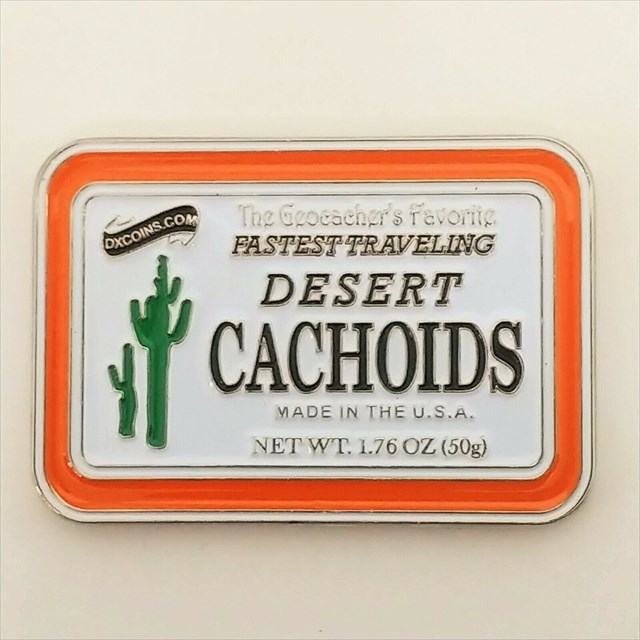 DXCOINS.COM
The Geocacher's Favorite
FASTEST TRAVELING
DESERT
CACHOIDS
MADE IN THE U.S.A.
NET WT. 1.76 OZ (50g)